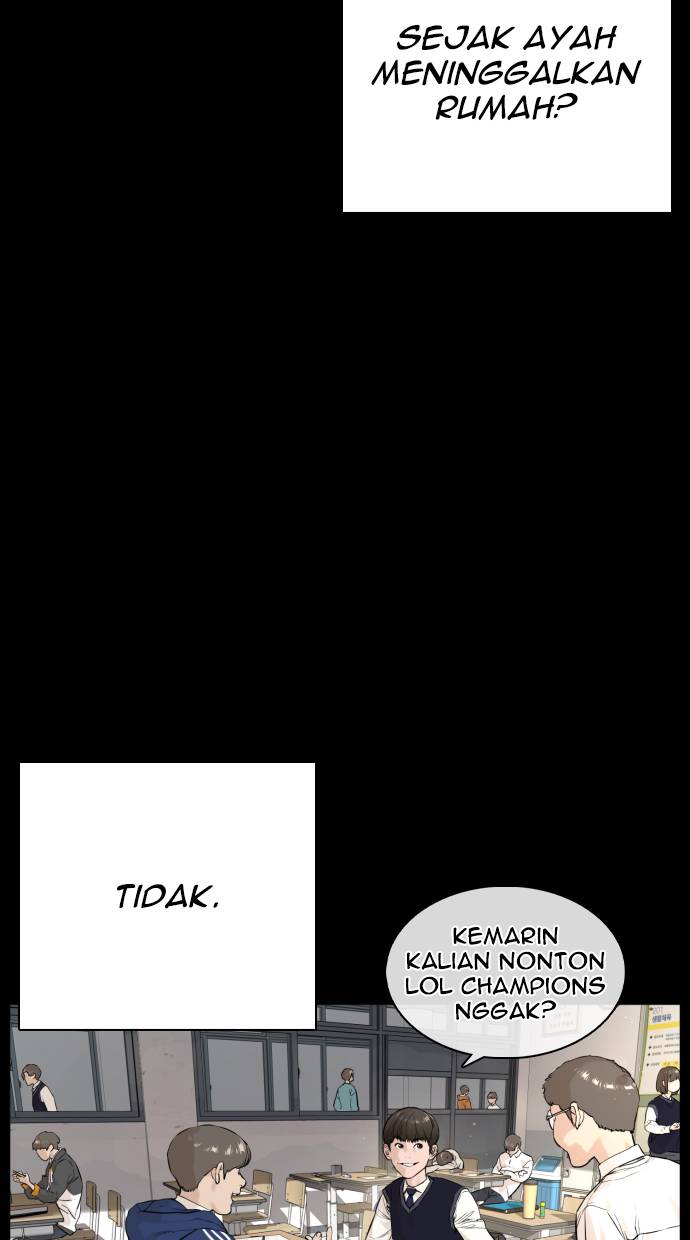 SEJAK AYAH
MENINGGALKAN
RUMAH?
TIDAK.
KEMARIN
KALIAN NONTON
LOL CHAMPIONS
NGGAK?